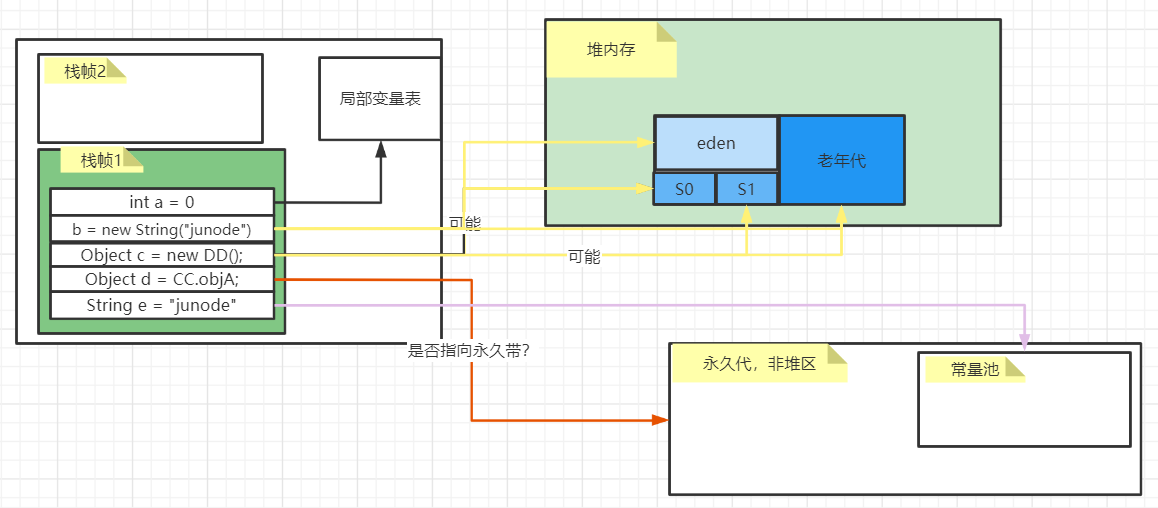 栈帧2
局部变量表
栈帧1
int a = 0
b = new String("junode")
Object c = new DD();
Object d = CC.objA;
String e = "junode"
堆内存
eden
S0
S1
老年代
可能
可能
是否指向永久带？
永久代，非堆区
常量池